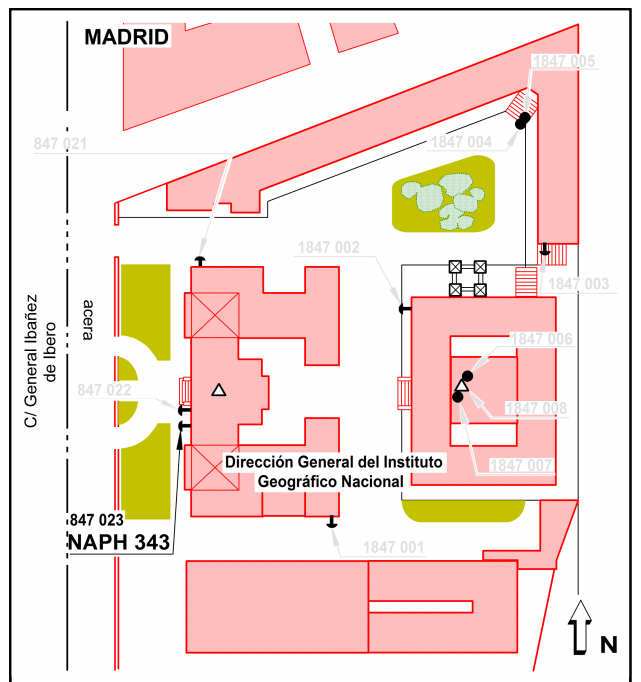 MADRID
1847 005
847 021
1847 004
1847 002
1847 003
C/ General Ibañez
de Ibero
acera
1847 006
847 022
1847 008
Dirección General del Instituto
Geográfico Nacional
1847 007
847 023
NAPH 343
1847 001
N